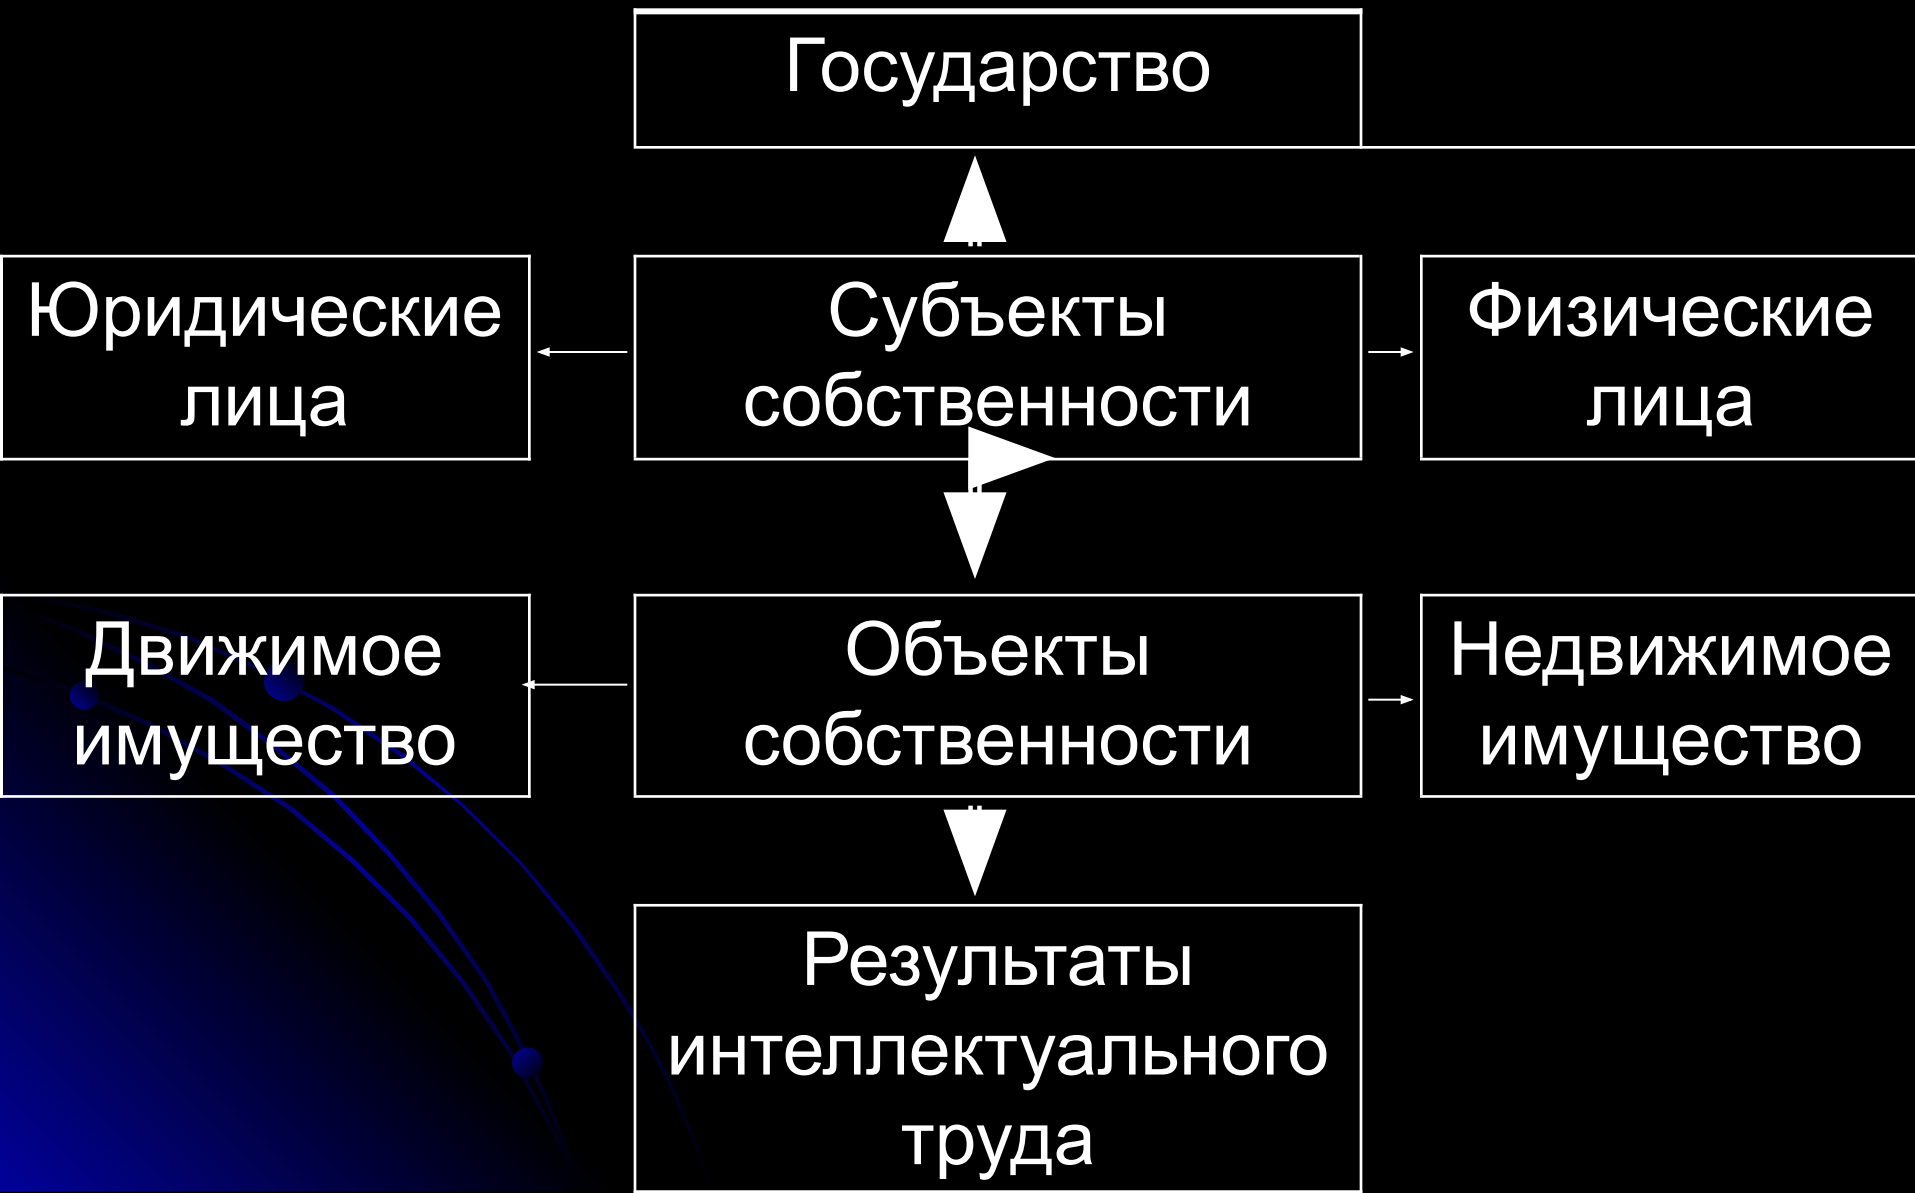 Государство
Юридические
лица
Субъекты
собственности
Физические
лица
Движимое
имущество
Объекты
собственности
Недвижимое
имущество
Результаты
интеллектуального
труда